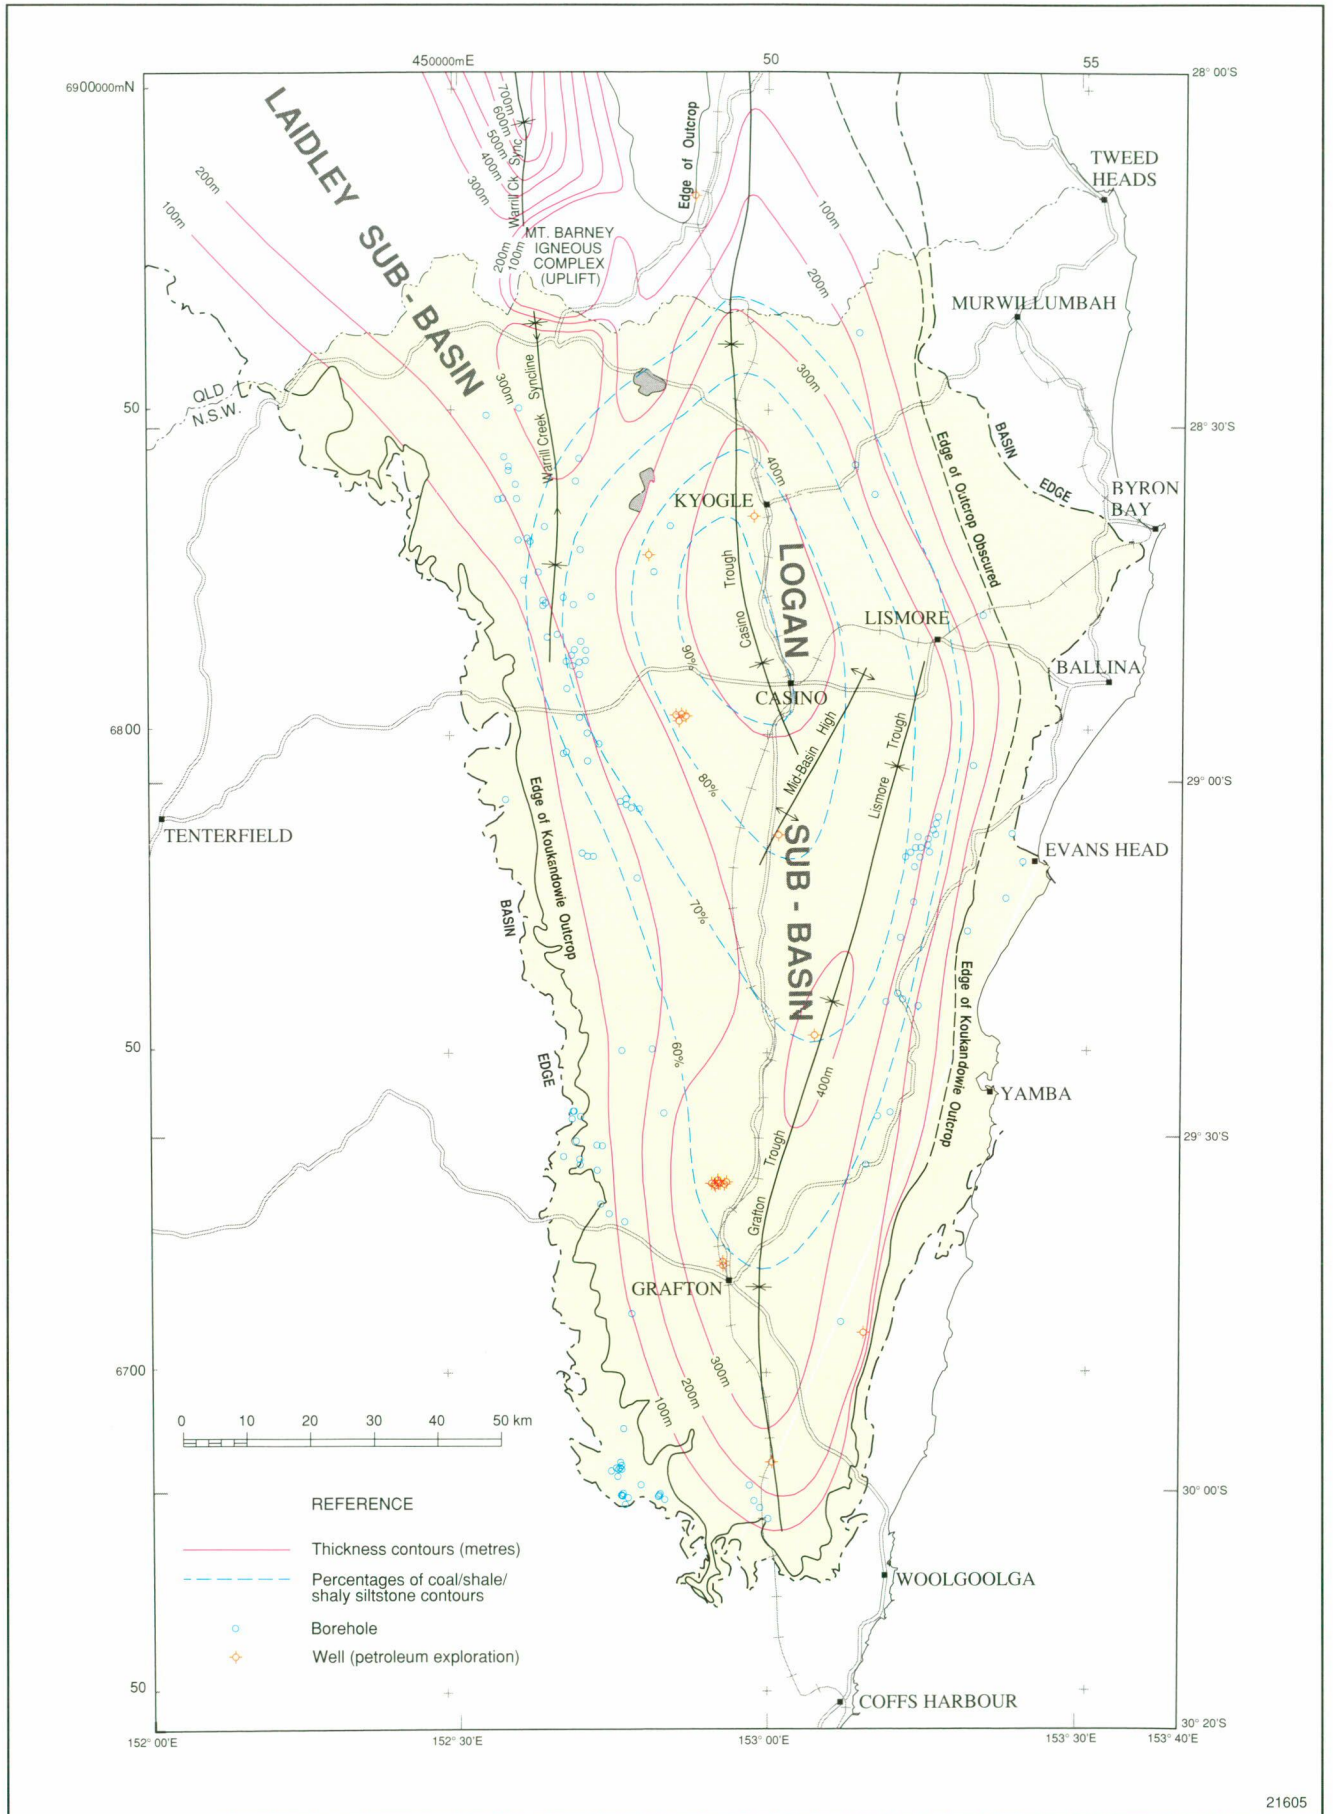 450000mE
50
55
6900000mN
28° 00'S
LAIDLEY SUB - BASIN
700m
600m
500m
400m
300m
Warrill Ck Sync.
Edge of Outcrop
200m
100m
TWEED
HEADS
100m
200m
200m
100m
MT. BARNEY
IGNEOUS
COMPLEX
(UPLIFT)
MURWILLUMBAH
300m
Warrill Creek Syncline
300m
QLD
N.S.W.
50
28° 30'S
BASIN
EDGE
Edge of Outcrop Obscured
400m
KYOGLE
BYRON
BAY
LOGAN
Casino Trough
LISMORE
90%
BALLINA
CASINO
6800
Mid-Basin High
Lismore Trough
80%
29° 00'S
TENTERFIELD
Edge of Koukandowie Outcrop
SUB - BASIN
EVANS HEAD
BASIN
70%
Edge of Koukandowie Outcrop
50
EDGE
60%
400m
YAMBA
29° 30'S
Grafton Trough
GRAFTON
6700
300m
200m
100m
0 10 20 30 40 50 km
30° 00'S
REFERENCE
Thickness contours (metres)
Percentages of coal/shale/
shaly siltstone contours
Borehole
Well (petroleum exploration)
WOOLGOOLGA
50
COFFS HARBOUR
30° 20'S
152° 00'E
152° 30'E
153° 00'E
153° 30'E
153° 40'E
21605